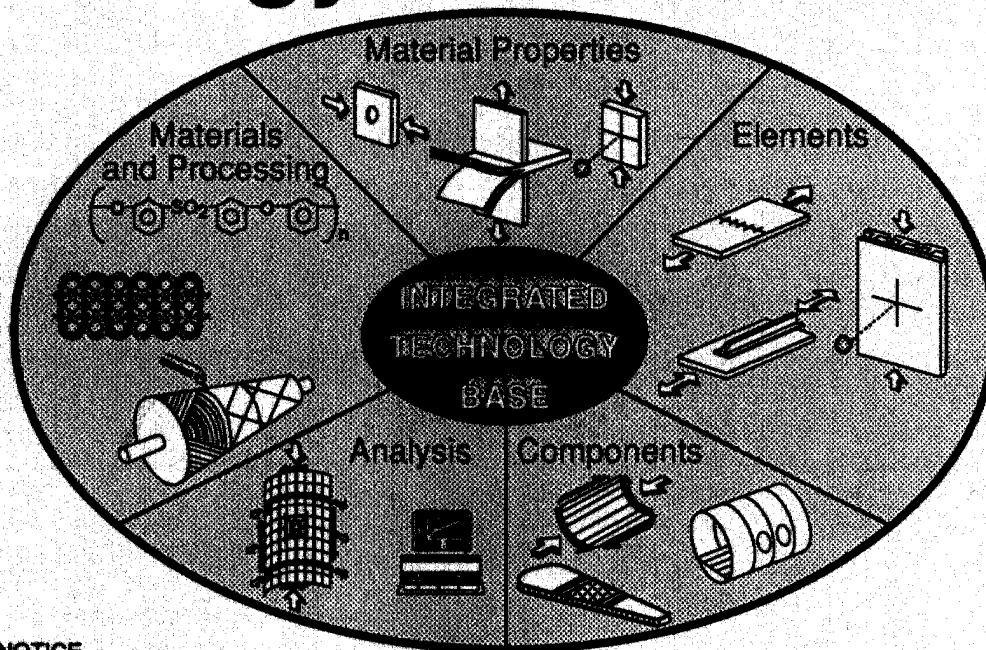 Material Properties
Materials
and Processing
Elements
O SO2 O n
INTEGRATED
TECHNOLOGY
BASE
Analysis
Components
NOTICE